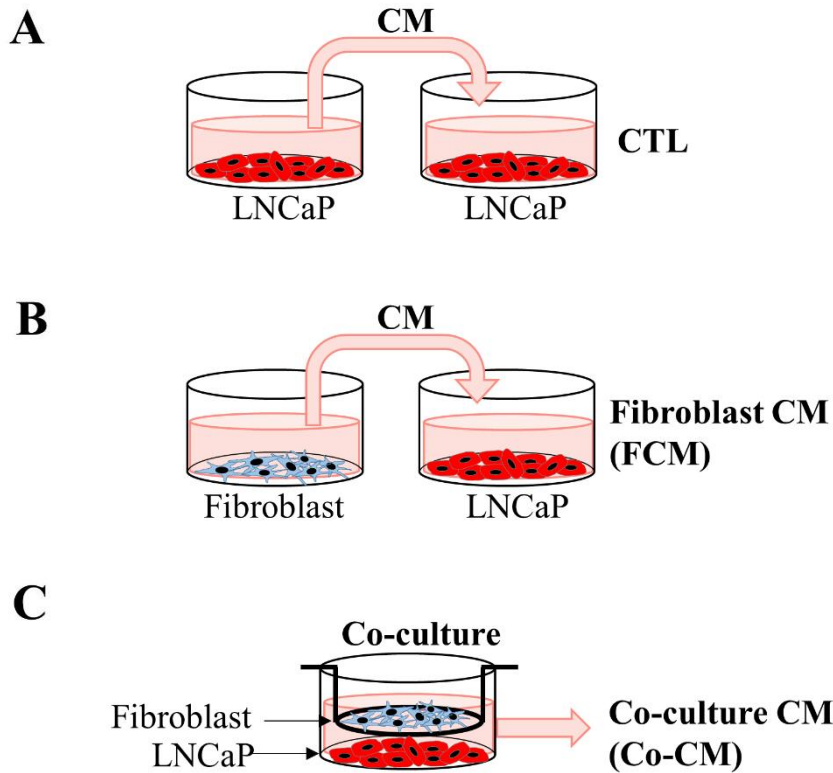 A
CM
CTL
LNCaP
LNCaP
B
CM
Fibroblast CM
(FCM)
Fibroblast
LNCaP
C
Co-culture
Fibroblast
LNCaP
Co-culture CM
(Co-CM)